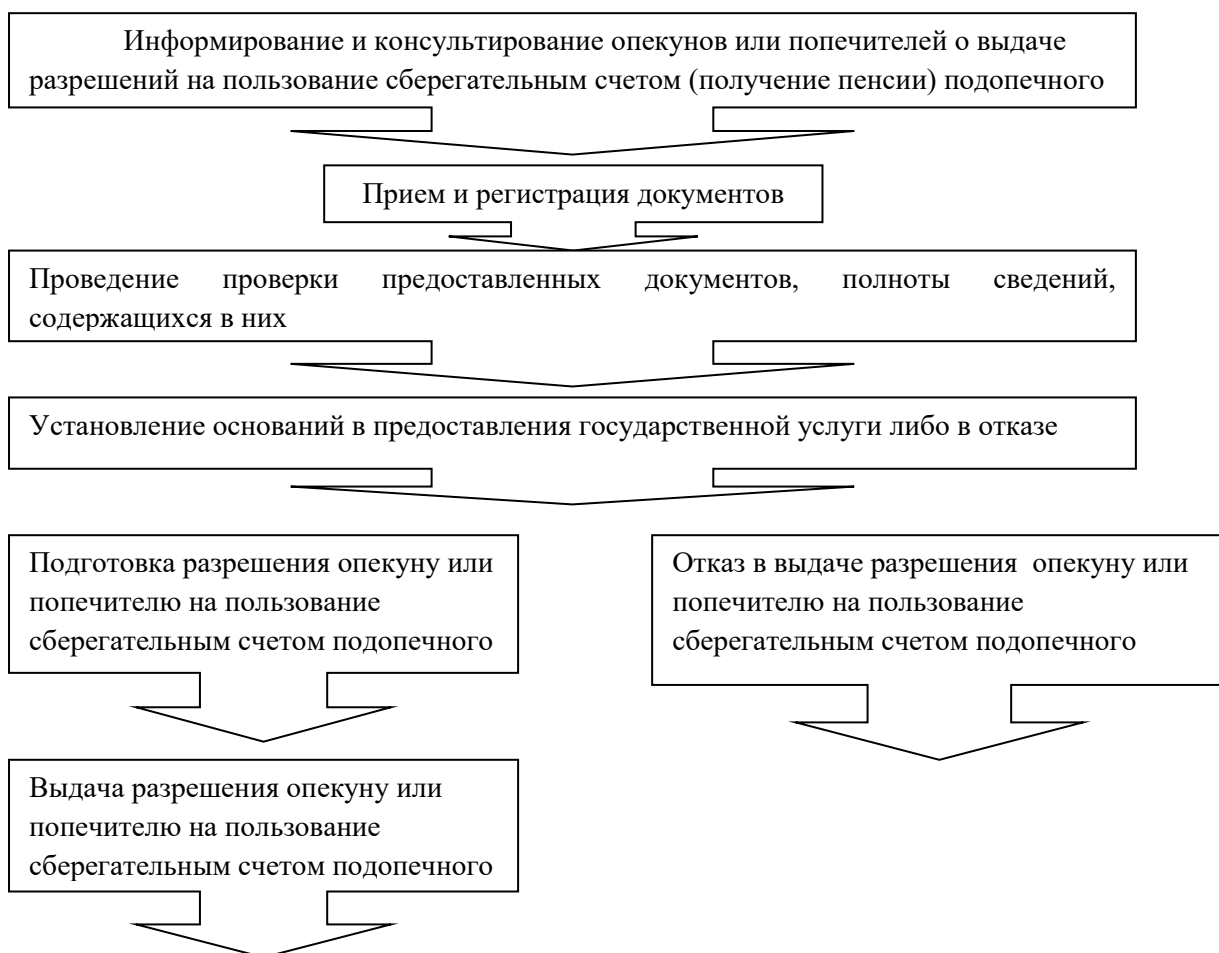 Информирование и консультирование опекунов или попечителей о выдаче
разрешений на пользование сберегательным счетом (получение пенсии) подопечного
Прием и регистрация документов
Проведение проверки предоставленных документов, полноты сведений,
содержащихся в них
Установление оснований в предоставления государственной услуги либо в отказе
Подготовка разрешения опекуну или
попечителю на пользование
сберегательным счетом подопечного
Отказ в выдаче разрешения опекуну или
попечителю на пользование
сберегательным счетом подопечного
Выдача разрешения опекуну или
попечителю на пользование
сберегательным счетом подопечного